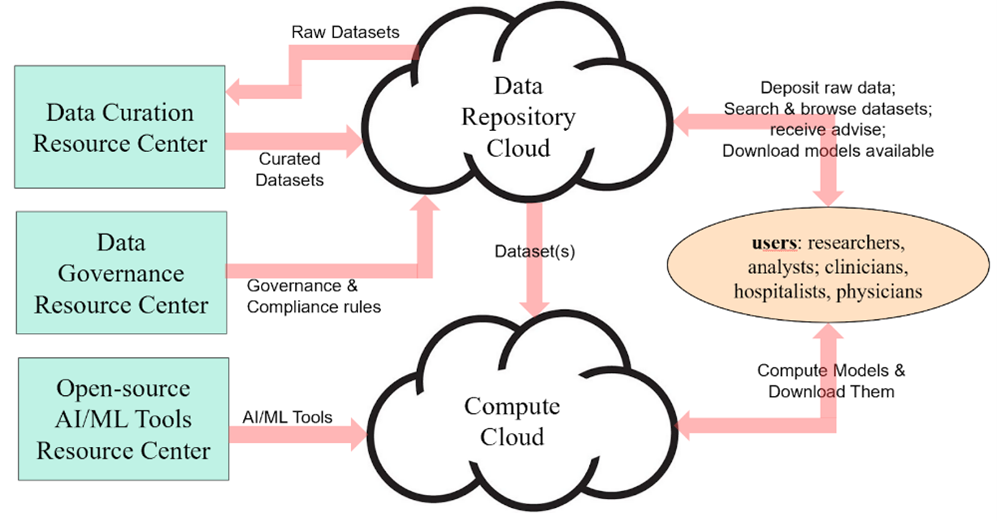 Raw Datasets
Data Curation
Resource Center
Curated
Datasets
Data
Repository
Cloud
Deposit raw data;
Search & browse datasets;
receive advise;
Download models available
Data
Governance
Resource Center
Governance &
Compliance rules
Dataset(s)
users: researchers,
analysts; clinicians,
hospitalists, physicians
Open-source
AI/ML Tools
Resource Center
AI/ML Tools
Compute
Cloud
Compute Models &
Download Them